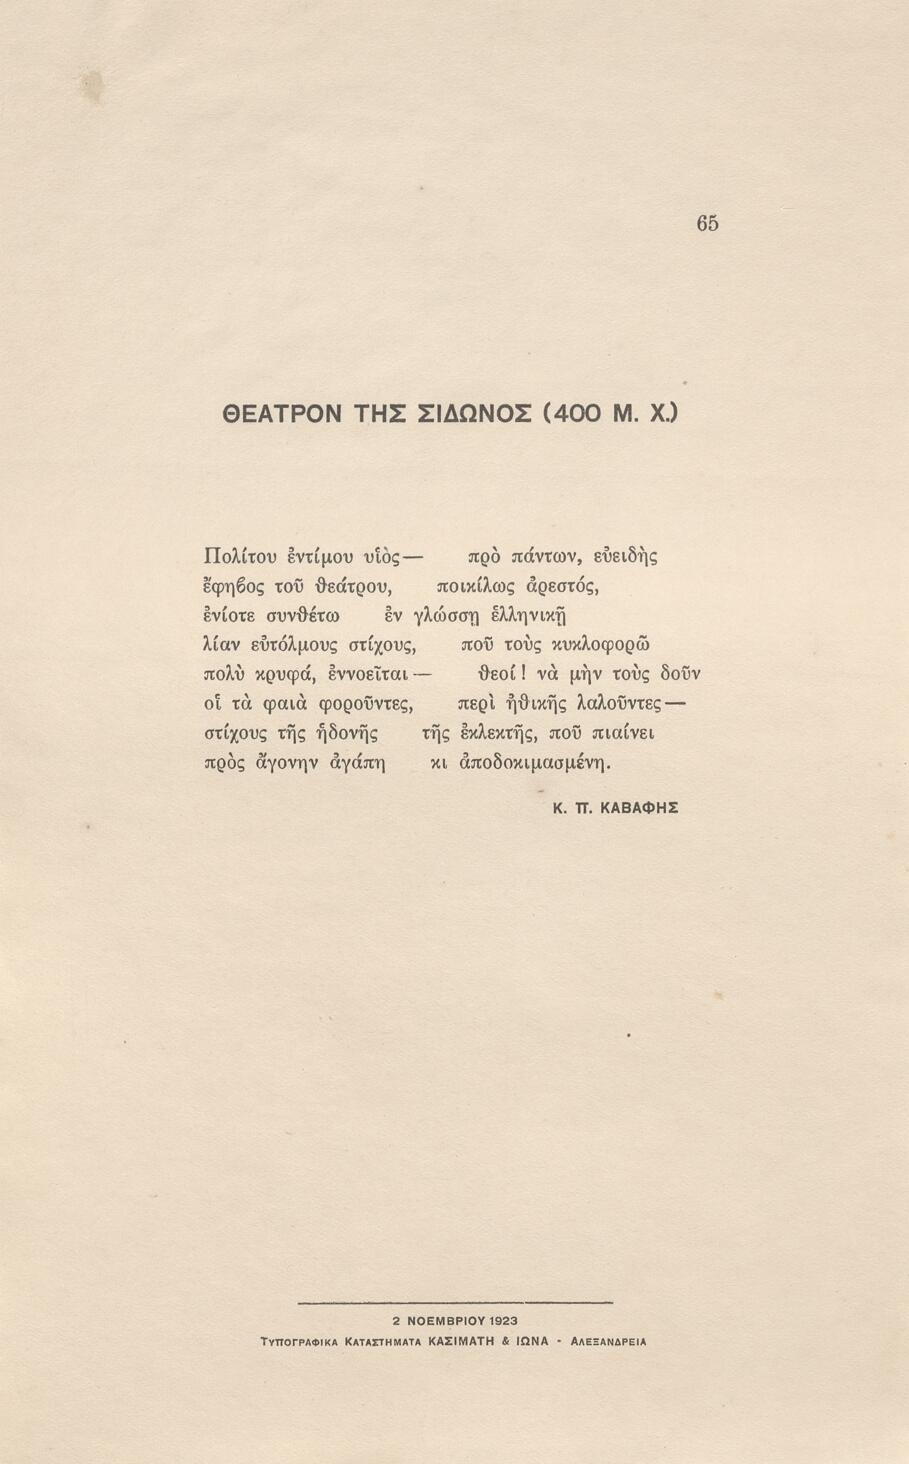 65
ΘΕΑΤΡΟΝ ΤΗΣ ΣΙΔΩΝΟΣ (400 Μ. Χ.)
Πολίτου ἐντίμου υἱὸς— πρὸ πάντων, εὐειδὴς
ἔφηϐος τοῦ θεάτρου, ποικίλως ἀρεστός,
ἐνίοτε συνθέτω ἐν γλώσσῃ ἑλληνικῇ
λίαν εὐτόλμους στίχους, ποῦ τοὺς κυκλοφορῶ
πολὺ κρυφά, ἐννοεῖται— θεοί! νὰ μὴν τοὺς δοῦν
οἱ τὰ φαιὰ φοροῦντες, περὶ ἠθικῆς λαλοῦντες—
στίχους τῆς ἡδονῆς τῆς ἐκλεκτῆς, ποῦ πιαίνει
πρὸς ἄγονην ἀγάπη κι ἀποδοκιμασμένη.
Κ. Π. ΚΑΒΑΦΗΣ
2 ΝΟΕΜΒΡΙΟΥ 1923
ΤΥΠΟΓΡΑΦΙΚΑ ΚΑΤΑΣΤΗΜΑΤΑ ΚΑΣΙΜΑΤΗ & ΙΩΝΑ - ΑΛΕΞΑΝΔΡΕΙΑ